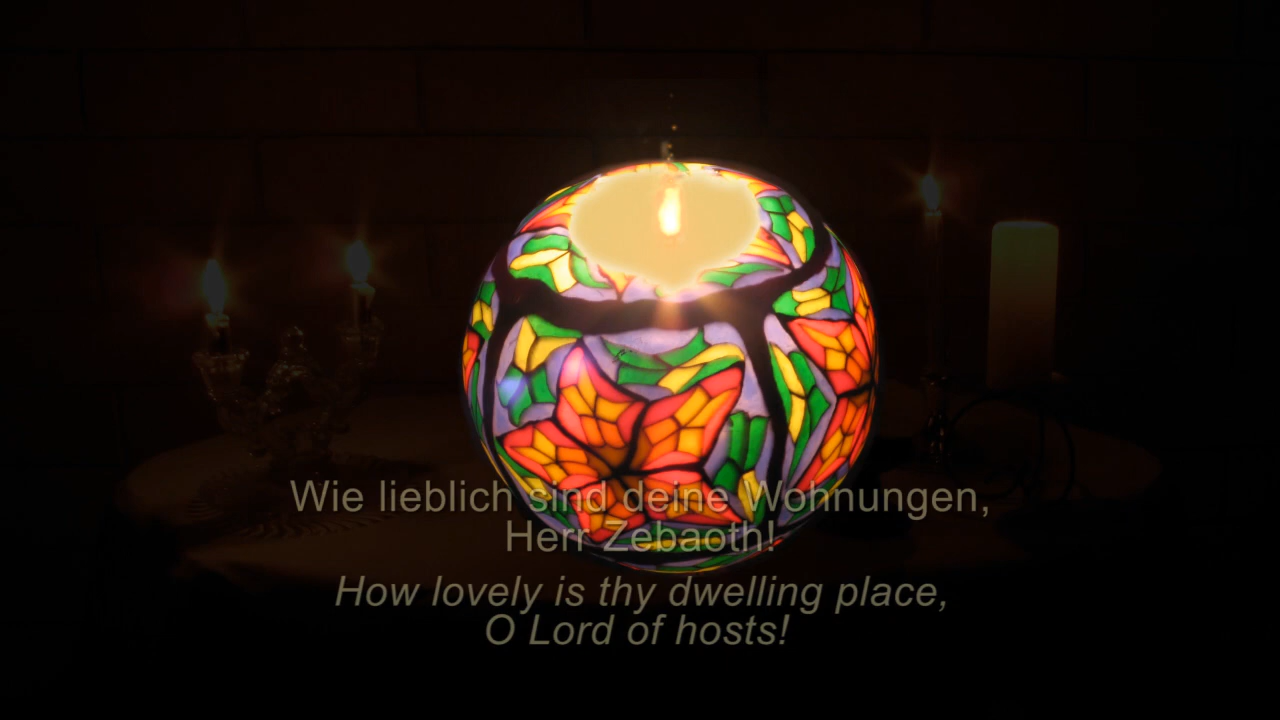 Wie lieblich sind deine Wohnungen,
Herr Zebaoth!
How lovely is thy dwelling place,
O Lord of hosts!